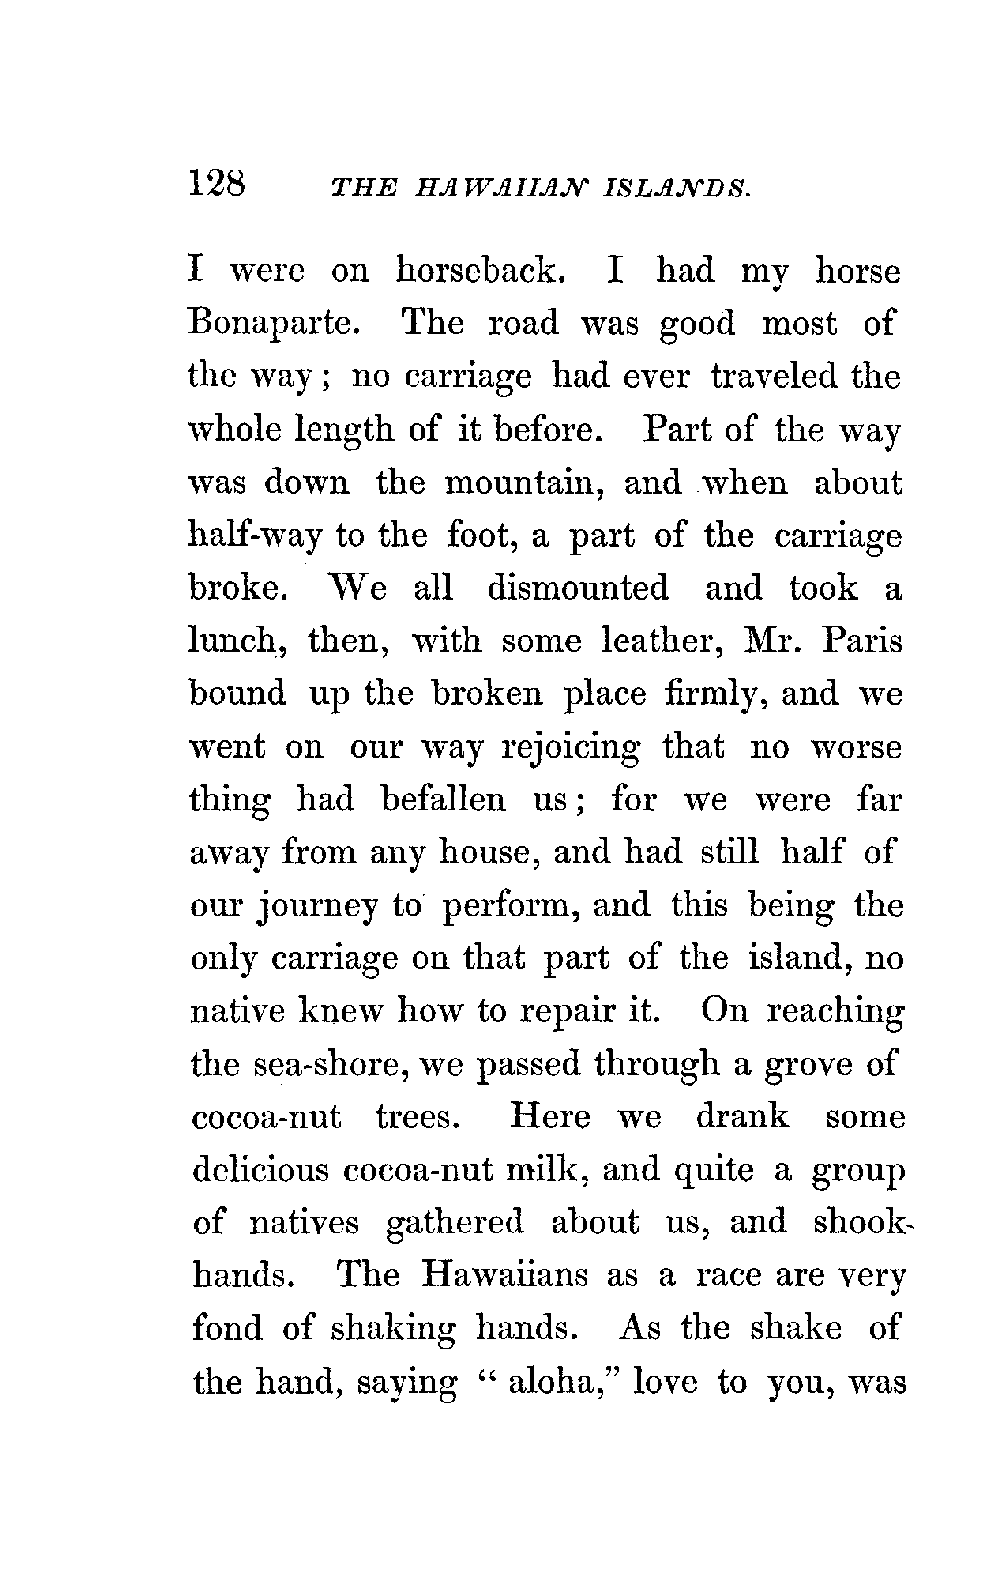 128 THE HAWAIIAN ISLANDS.
I were on horseback. I had my horse
Bonaparte. The road was good most of
the way; no carriage had ever traveled the
whole length of it before. Part of the way
was down the mountain, and when about
half-way to the foot, a part of the carriage
broke. We all dismounted and took a
lunch, then, with some leather, Mr. Paris
bound up the broken place firmly, and we
went on our way rejoicing that no worse
thing had befallen us; for we were far
away from any house, and had still half of
our journey to perform, and this being the
only carriage on that part of the island, no
native knew how to repair it. On reaching
the sea-shore, we passed through a grove of
cocoa-nut trees. Here we drank some
delicious cocoa-nut milk, and quite a group
of natives gathered about us, and shook-
hands. The Hawaiians as a race are very
fond of shaking hands. As the shake of
the hand, saying " aloha," love to you, was